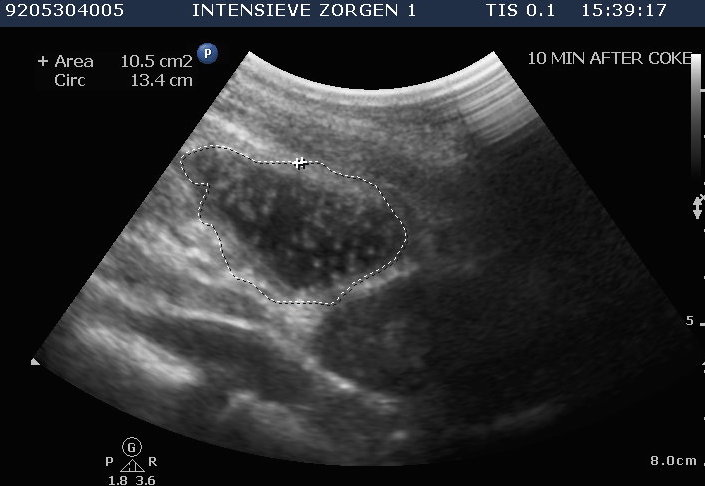 9205304005 INTENSIEVE ZORGEN 1 TIS 0.1 15:39:17
+ Area 10.5 cm2 P
Circ 13.4 cm
10 MIN AFTER COKE
5
G
P R
1.8 3.6
8.0cm